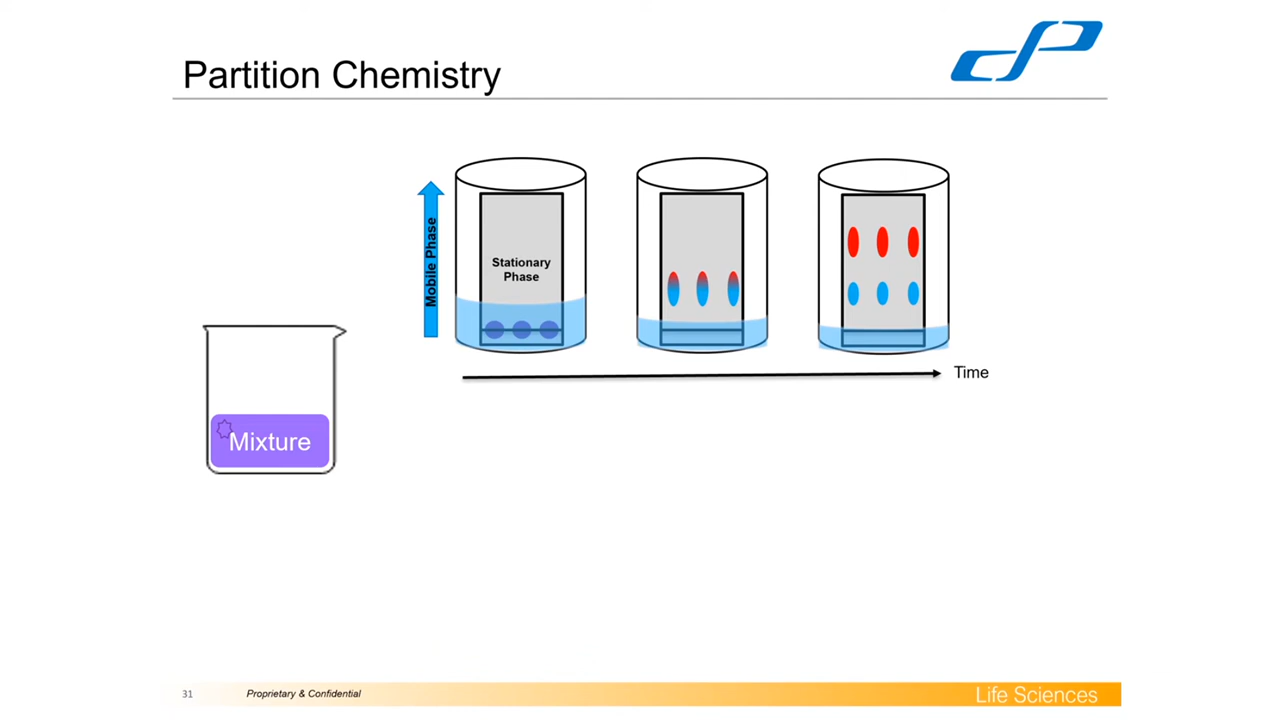 Partition Chemistry
Mobile Phase
Stationary
Phase
Time
Mixture
31
Proprietary & Confidential
Life Sciences